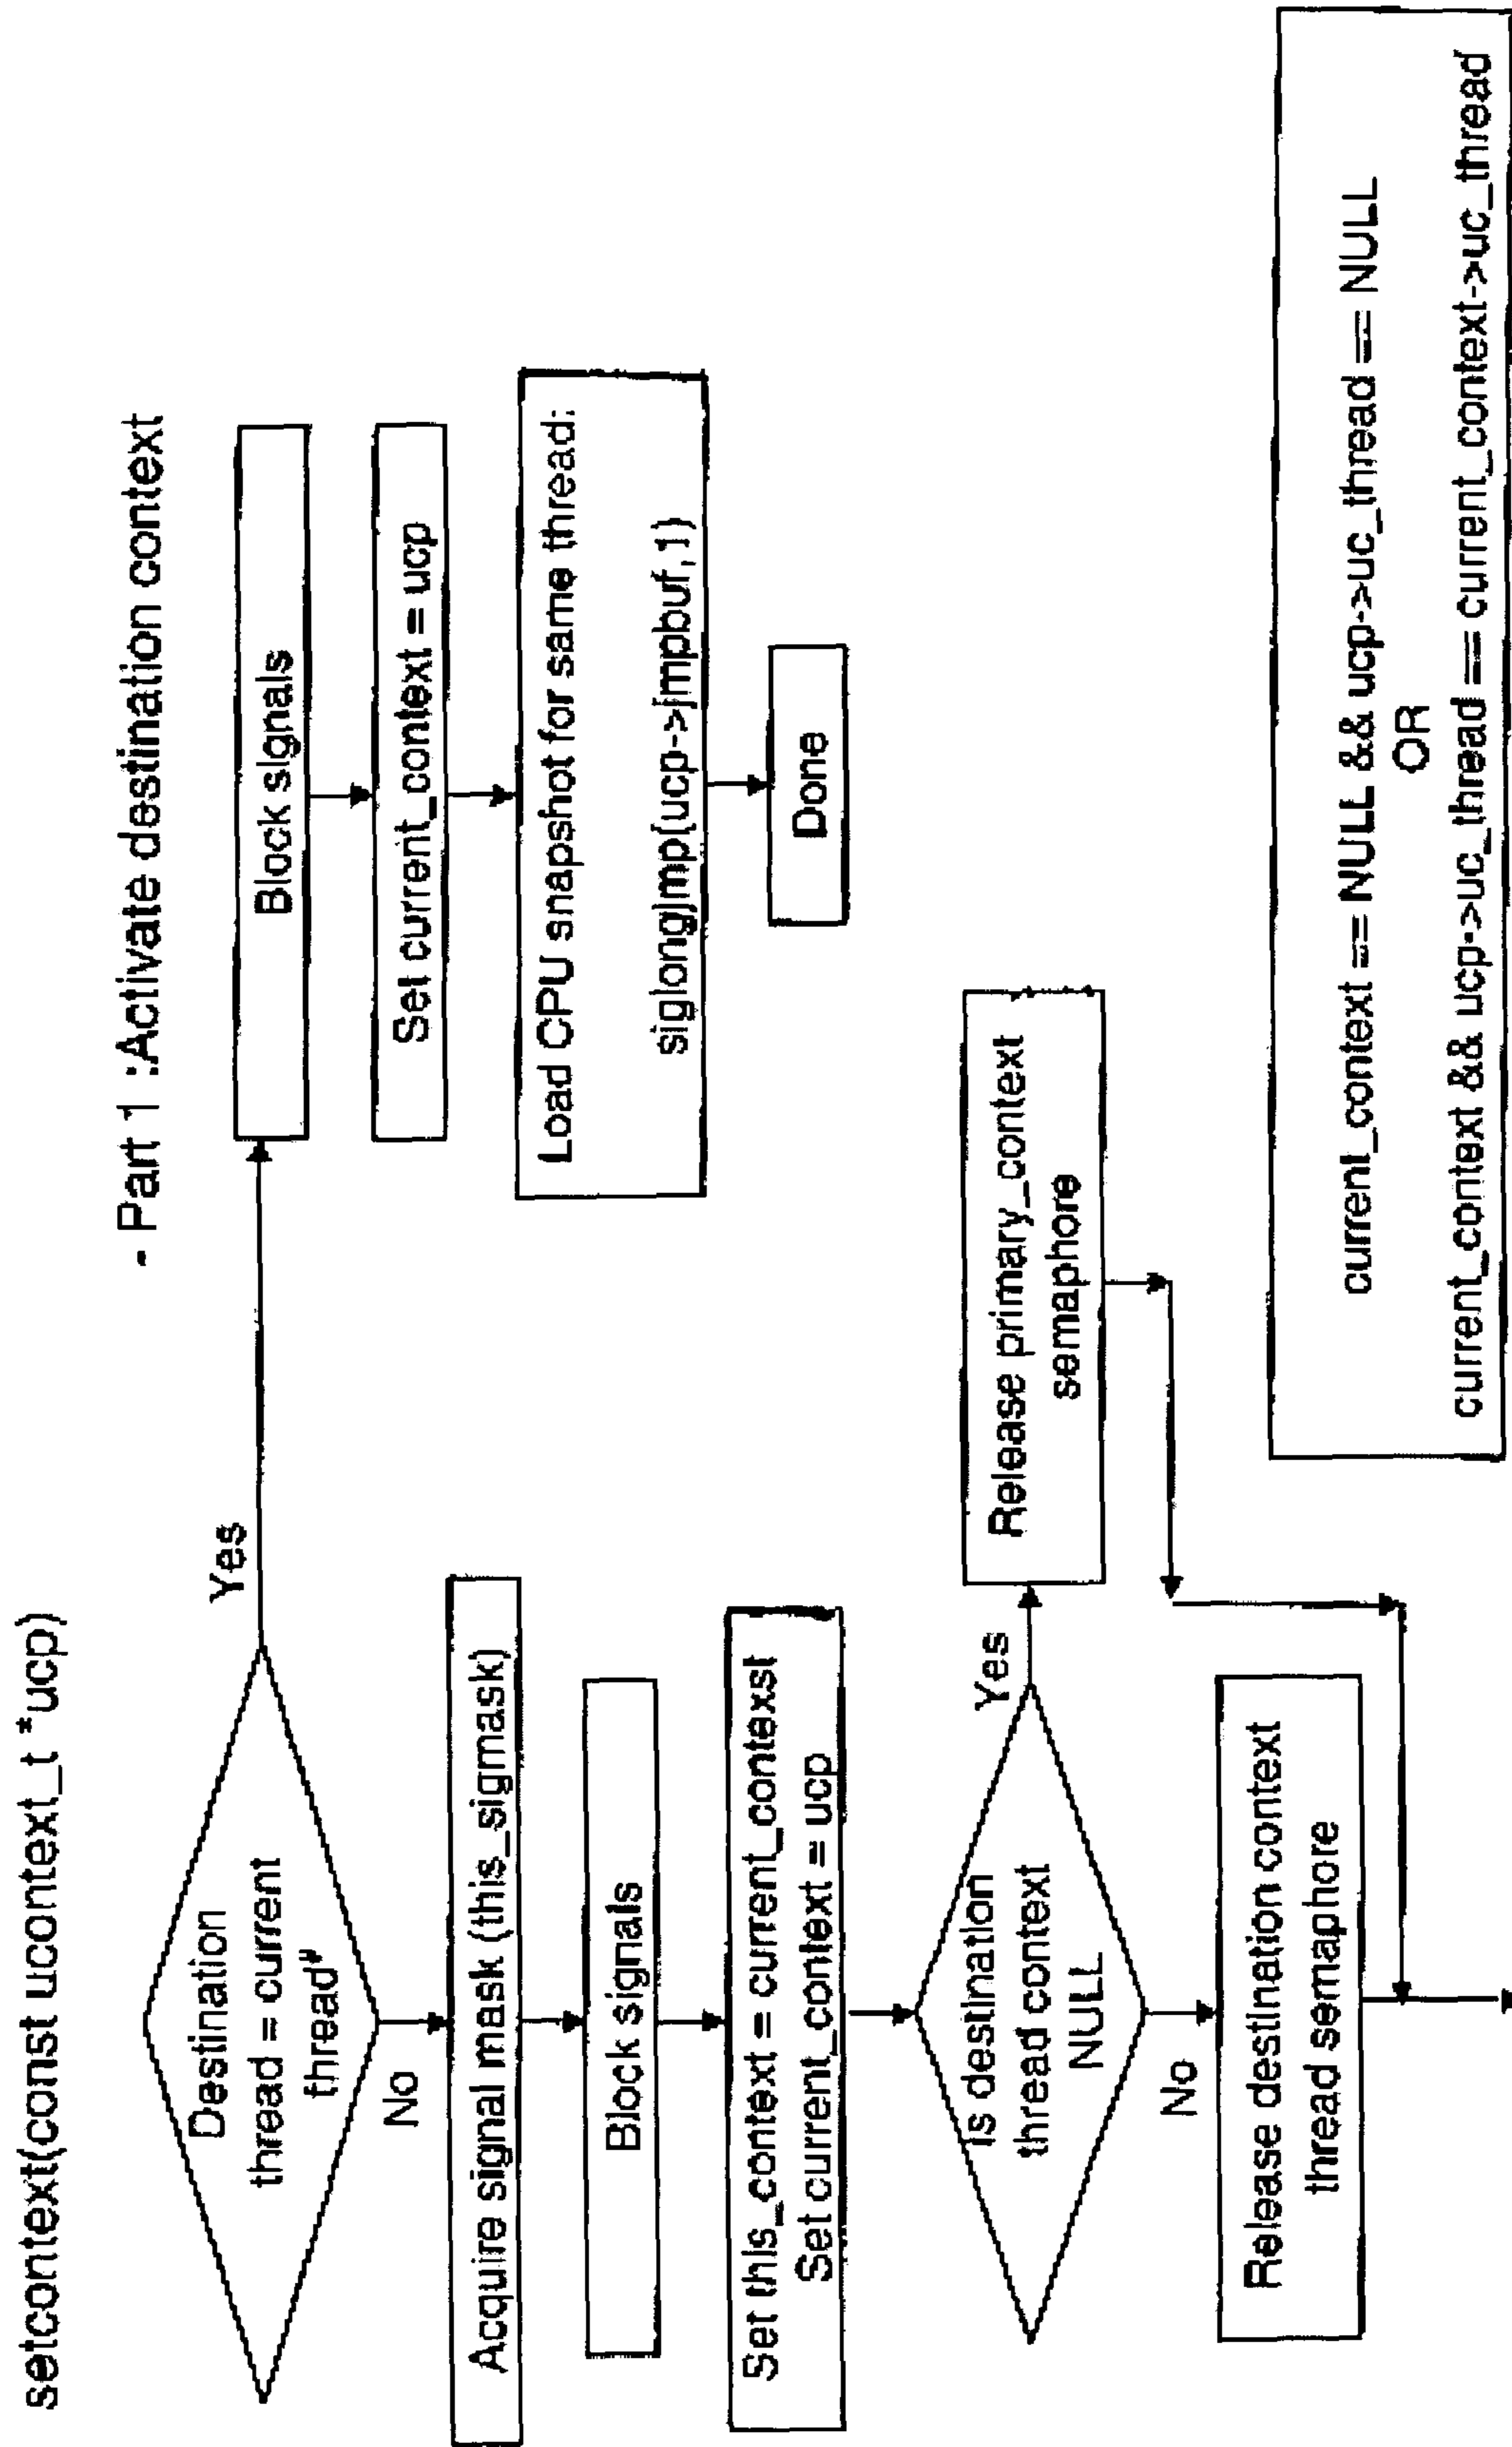 setcontext(const ucontext_t *ucp)
- Part 1 :Activate destination context
Destination
thread = current
thread"
Yes
No
Block signals
Set current_context = ucp
Load CPU snapshot for same thread:
siglongjmp(ucp->jmpbuf, 1)
Done
Acquire signal mask (this_sigmask)
Block signals
Set this_context = current_contexst
Set current_context = ucp
is destination
thread context
NULL
Yes
No
Release primary_context
semaphore
Release destination context
thread semaphore
current_context == NULL && ucp->uc_thread == NULL
OR
current_context && ucp->uc_thread == current_context->uc_thread